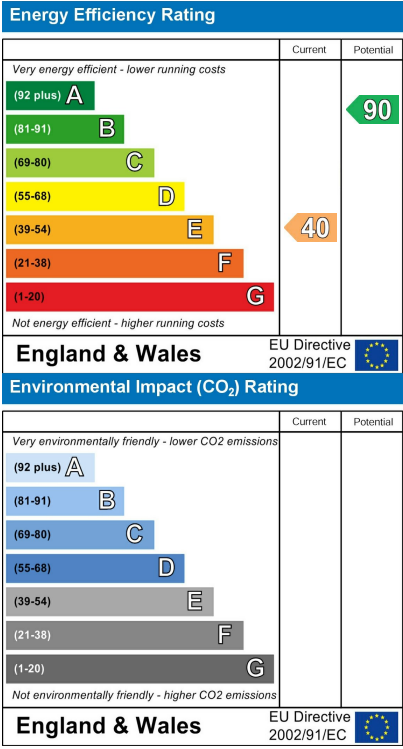 Energy Efficiency Rating
Current Potential
Very energy efficient - lower running costs
(92 plus) A
90
(81-91) B
(69-80) C
(55-68) D
(39-54) E
40
(21-38) F
(1-20) G
Not energy efficient - higher running costs
England & Wales
EU Directive
2002/91/EC
Environmental Impact (CO₂) Rating
Current Potential
Very environmentally friendly - lower CO2 emissions
(92 plus) A
(81-91) B
(69-80) C
(55-68) D
(39-54) E
(21-38) F
(1-20) G
Not environmentally friendly - higher CO2 emissions
England & Wales
EU Directive
2002/91/EC